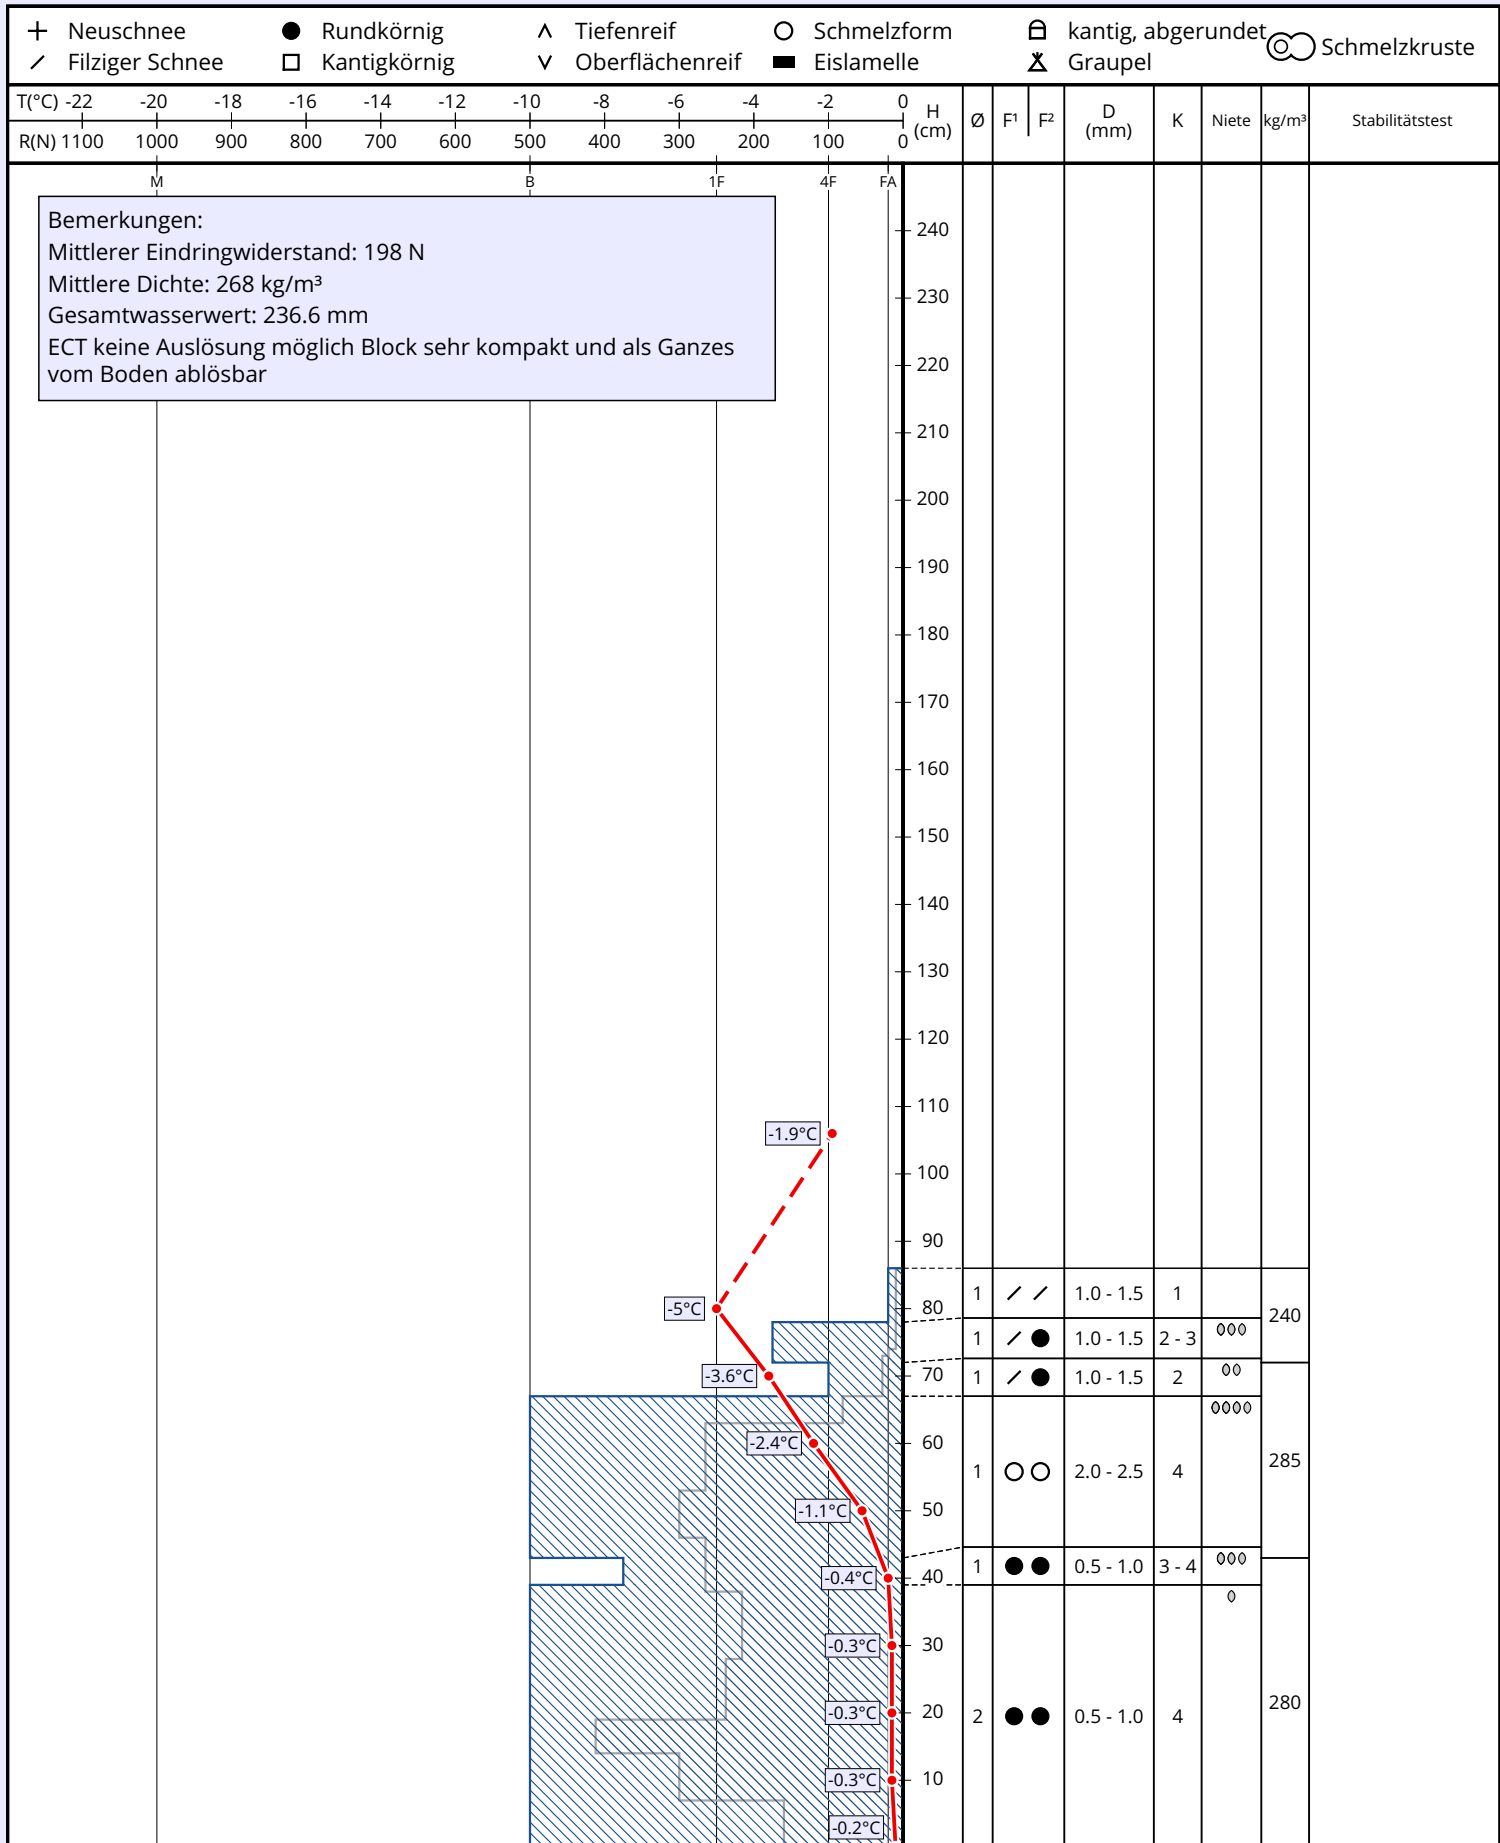 Neuschnee Rundkörnig Tiefenreif Schmelzform kantig, abgerundet Schmelzkruste
Filziger Schnee Kantigkörnig Oberflächenreif Eislamelle Graupel
T(°C) -22 -20 -18 -16 -14 -12 -10 -8 -6 -4 -2 0
R(N) 1100 1000 900 800 700 600 500 400 300 200 100 0
H (cm) Ø F¹ F² D (mm) K Niete kg/m³ Stabilitätstest
M B 1F 4F FA
Bemerkungen:
Mittlerer Eindringwiderstand: 198 N
Mittlere Dichte: 268 kg/m³
Gesamtwasserwert: 236.6 mm
ECT keine Auslösung möglich Block sehr kompakt und als Ganzes
vom Boden ablösbar
240
230
220
210
200
190
180
170
160
150
140
130
120
110
-1.9°C
100
90
1 1.0 - 1.5 1
-5°C 80
240
1 1.0 - 1.5 2 - 3
-3.6°C 70 1 1.0 - 1.5 2
-2.4°C 60
285
1 2.0 - 2.5 4
-1.1°C 50
1 0.5 - 1.0 3 - 4
-0.4°C 40
-0.3°C 30
280
-0.3°C 20 2 0.5 - 1.0 4
-0.3°C 10
-0.2°C